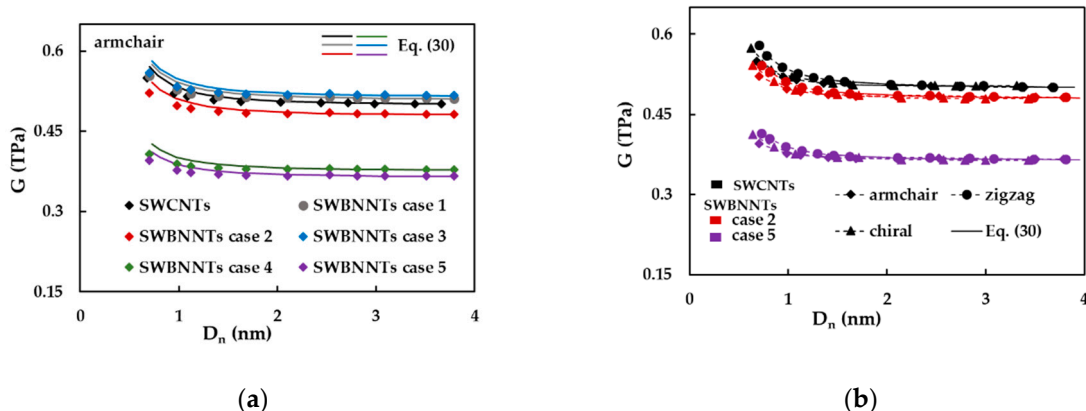 0.6
0.45
0.3
0.15
G (TPa)
armchair
Eq. (30)
SWCNTs
SWBNNTs case 1
SWBNNTs case 2
SWBNNTs case 3
SWBNNTs case 4
SWBNNTs case 5
0 1 2 3 4
Dn (nm)
(a)
0.6
0.45
0.3
0.15
G (TPa)
SWCNTs
SWBNNTs
case 2
case 5
armchair
zigzag
chiral
Eq. (30)
0 1 2 3 4
Dn (nm)
(b)